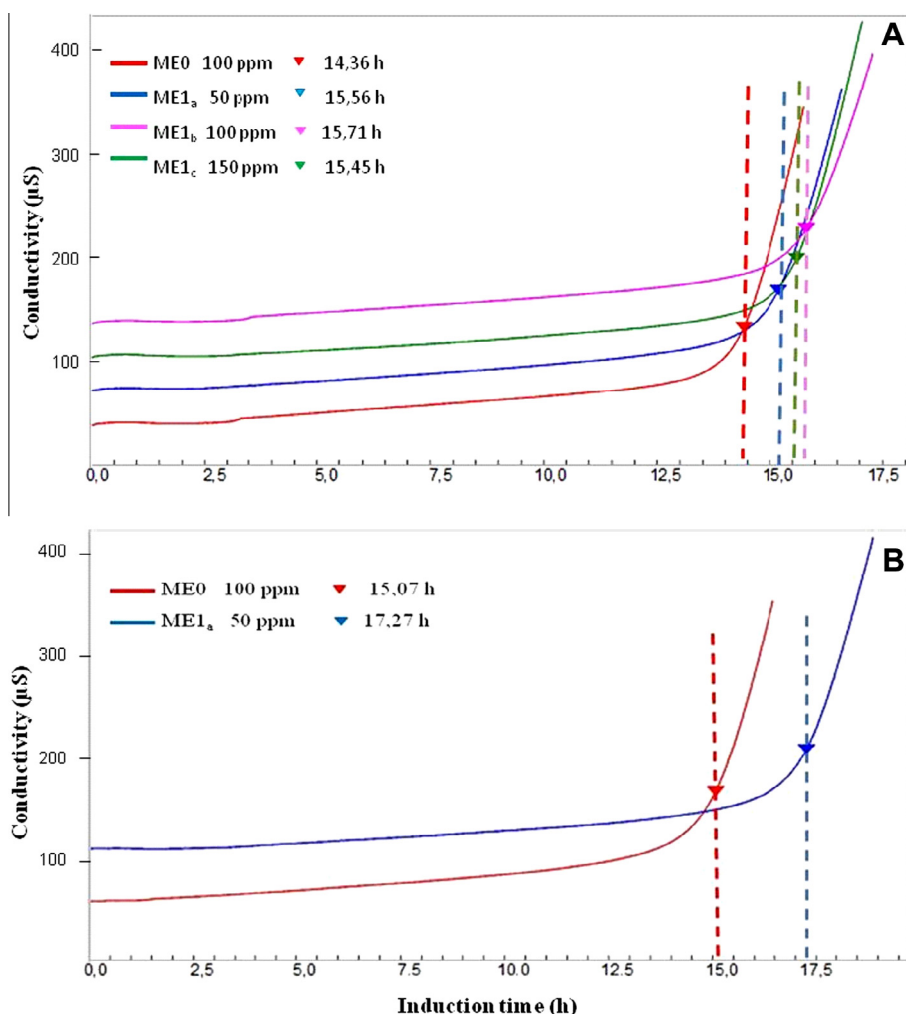 A
400
300
200
100
Conductivity (µS)
ME0 100 ppm 14,36 h
ME1a 50 ppm 15,56 h
ME1b 100 ppm 15,71 h
ME1c 150 ppm 15,45 h
0,0 2,5 5,0 7,5 10,0 12,5 15,0 17,5
B
400
300
200
100
Conductivity (µS)
ME0 100 ppm 15,07 h
ME1a 50 ppm 17,27 h
0,0 2,5 5,0 7.5 10.0 12.5 15,0 17,5
Induction time (h)